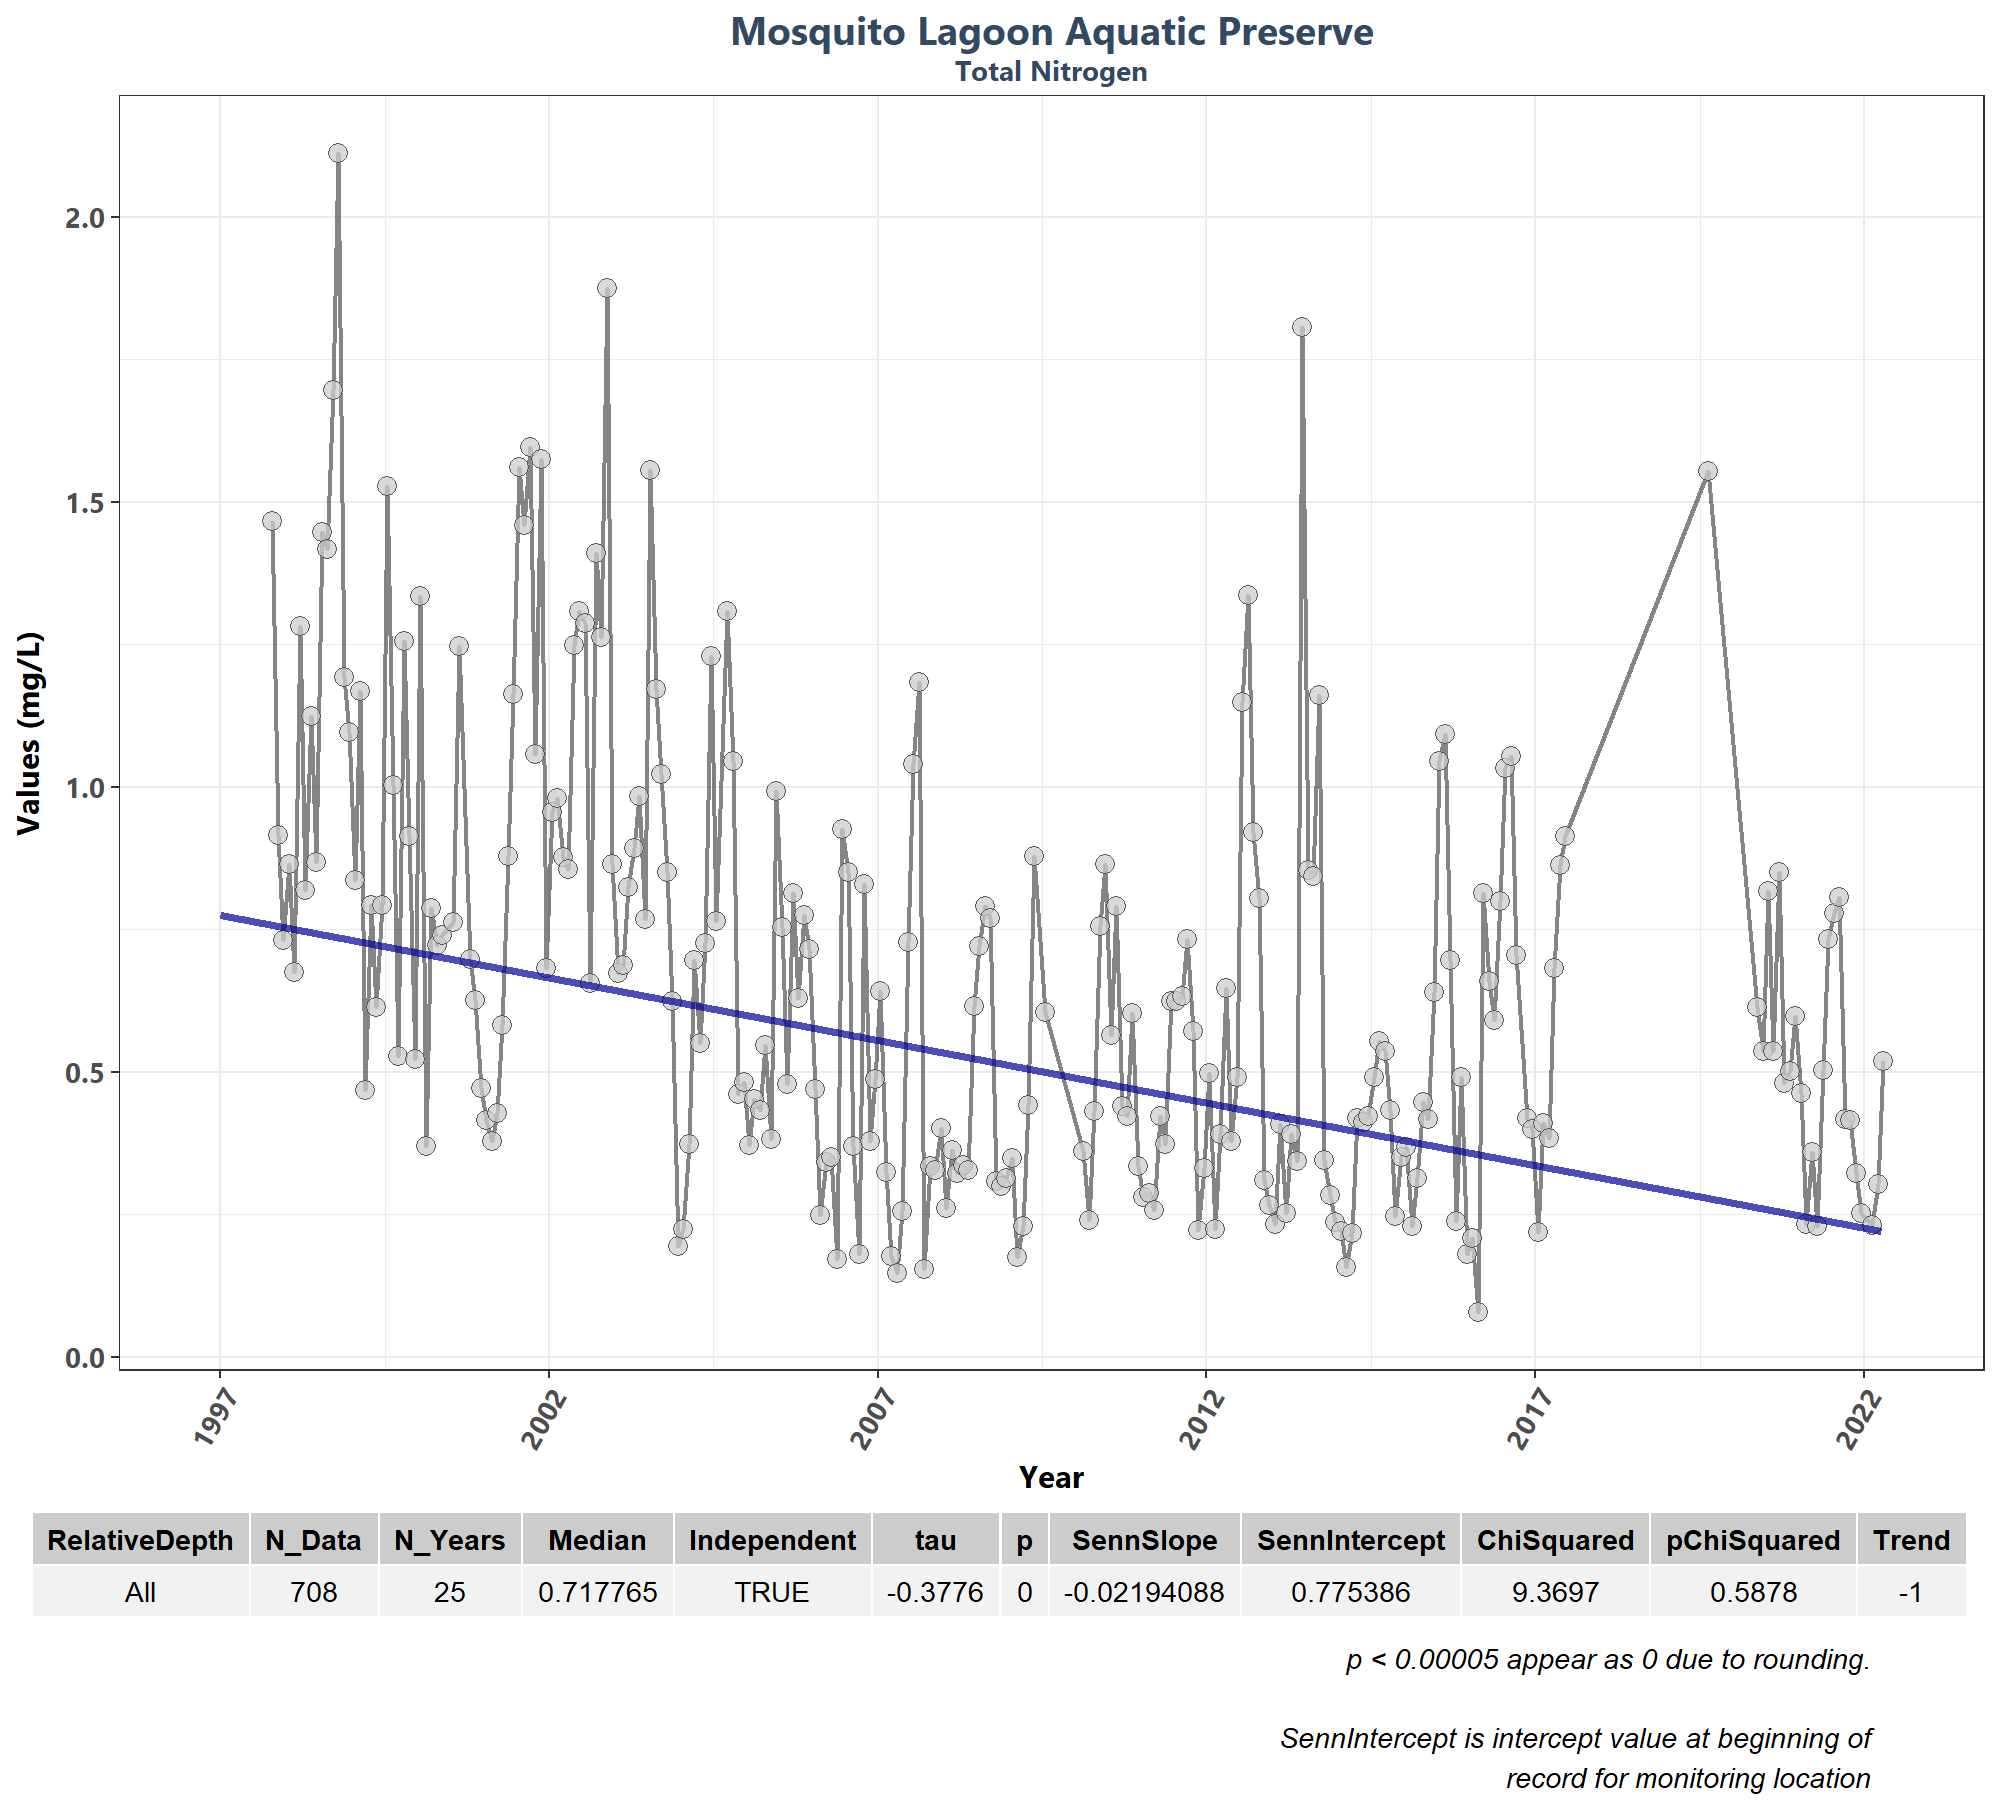 Mosquito Lagoon Aquatic Preserve
Total Nitrogen
Values (mg/L)
2.0
1.5
1.0
0.5
0.0
1997 2002 2007 2012 2017 2022
Year
RelativeDepth N_Data N_Years Median Independent tau p SennSlope SennIntercept ChiSquared pChiSquared Trend
All 708 25 0.717765 TRUE -0.3776 0 -0.02194088 0.775386 9.3697 0.5878 -1
p < 0.00005 appear as 0 due to rounding.
SennIntercept is intercept value at beginning of
record for monitoring location